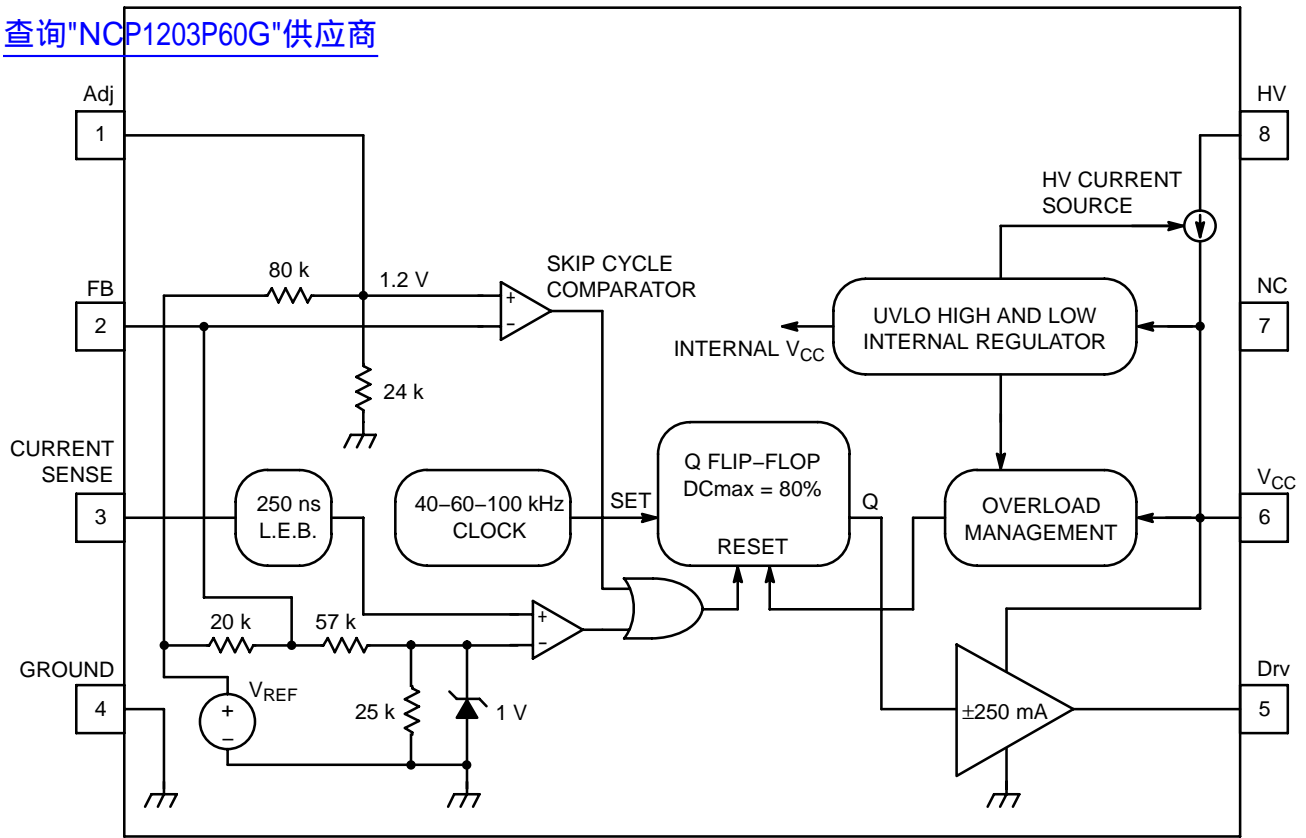 查询"NCP1203P60G"供应商
Adj
1
HV
8
HV CURRENT
SOURCE
80 k
1.2 V
SKIP CYCLE
COMPARATOR
+
−
FB
2
UVLO HIGH AND LOW
INTERNAL REGULATOR
INTERNAL VCC
NC
7
24 k
CURRENT
SENSE
3
250 ns
L.E.B.
40−60−100 kHz
CLOCK
SET
Q FLIP−FLOP
DCmax = 80%
RESET
Q
OVERLOAD
MANAGEMENT
VCC
6
20 k
57 k
+
−
GROUND
4
VREF
+
−
25 k
1 V
±250 mA
Drv
5